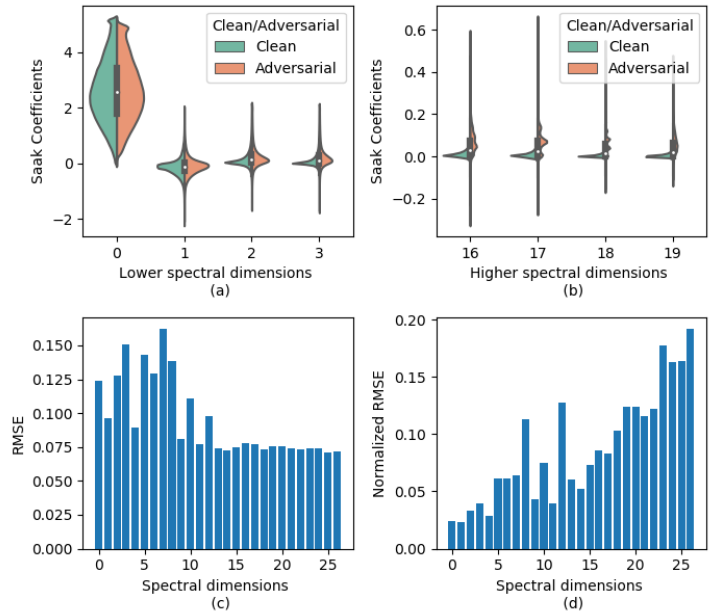 Clean/Adversarial
Clean
Adversarial
Saak Coefficients
4
2
0
−2
0 1 2 3
Lower spectral dimensions
(a)
Clean/Adversarial
Clean
Adversarial
Saak Coefficients
0.6
0.4
0.2
0.0
−0.2
16 17 18 19
Higher spectral dimensions
(b)
RMSE
0.150
0.125
0.100
0.075
0.050
0.025
0.000
0 5 10 15 20 25
Spectral dimensions
(c)
Normalized RMSE
0.20
0.15
0.10
0.05
0.00
0 5 10 15 20 25
Spectral dimensions
(d)